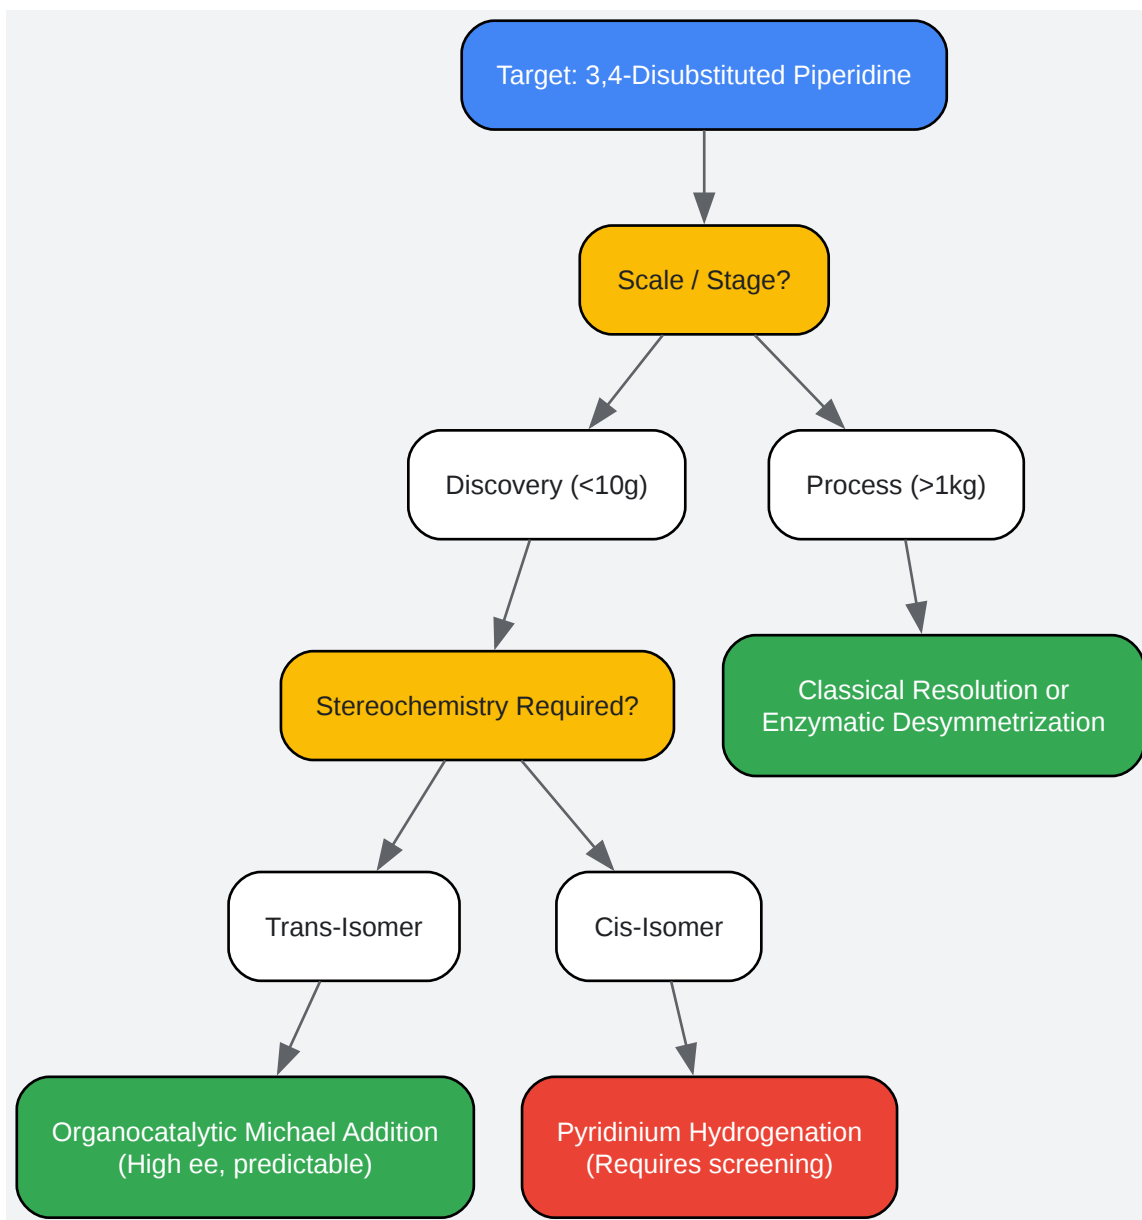 Target: 3,4-Disubstituted Piperidine
Scale / Stage?
Discovery (<10g)
Process (>1kg)
Stereochemistry Required?
Classical Resolution or
Enzymatic Desymmetrization
Trans-Isomer
Cis-Isomer
Organocatalytic Michael Addition
(High ee, predictable)
Pyridinium Hydrogenation
(Requires screening)